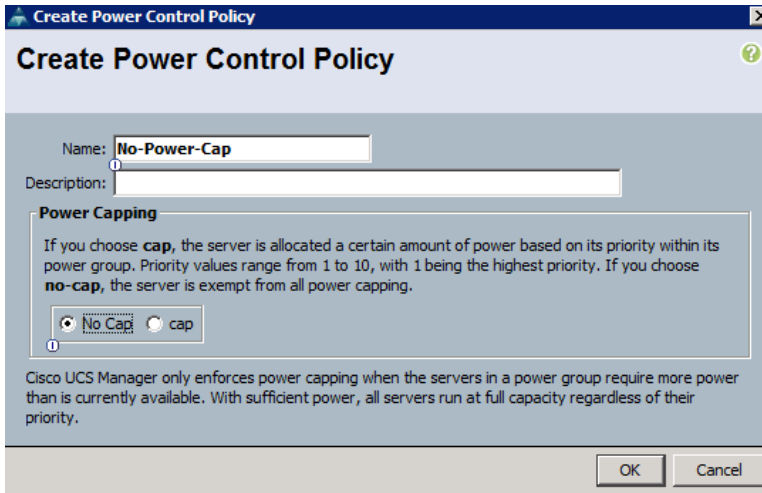 Create Power Control Policy
Create Power Control Policy
Name: No-Power-Cap
Description:
Power Capping
If you choose cap, the server is allocated a certain amount of power based on its priority within its
power group. Priority values range from 1 to 10, with 1 being the highest priority. If you choose
no-cap, the server is exempt from all power capping.
No Cap cap
Cisco UCS Manager only enforces power capping when the servers in a power group require more power
than is currently available. With sufficient power, all servers run at full capacity regardless of their
priority.
OK Cancel